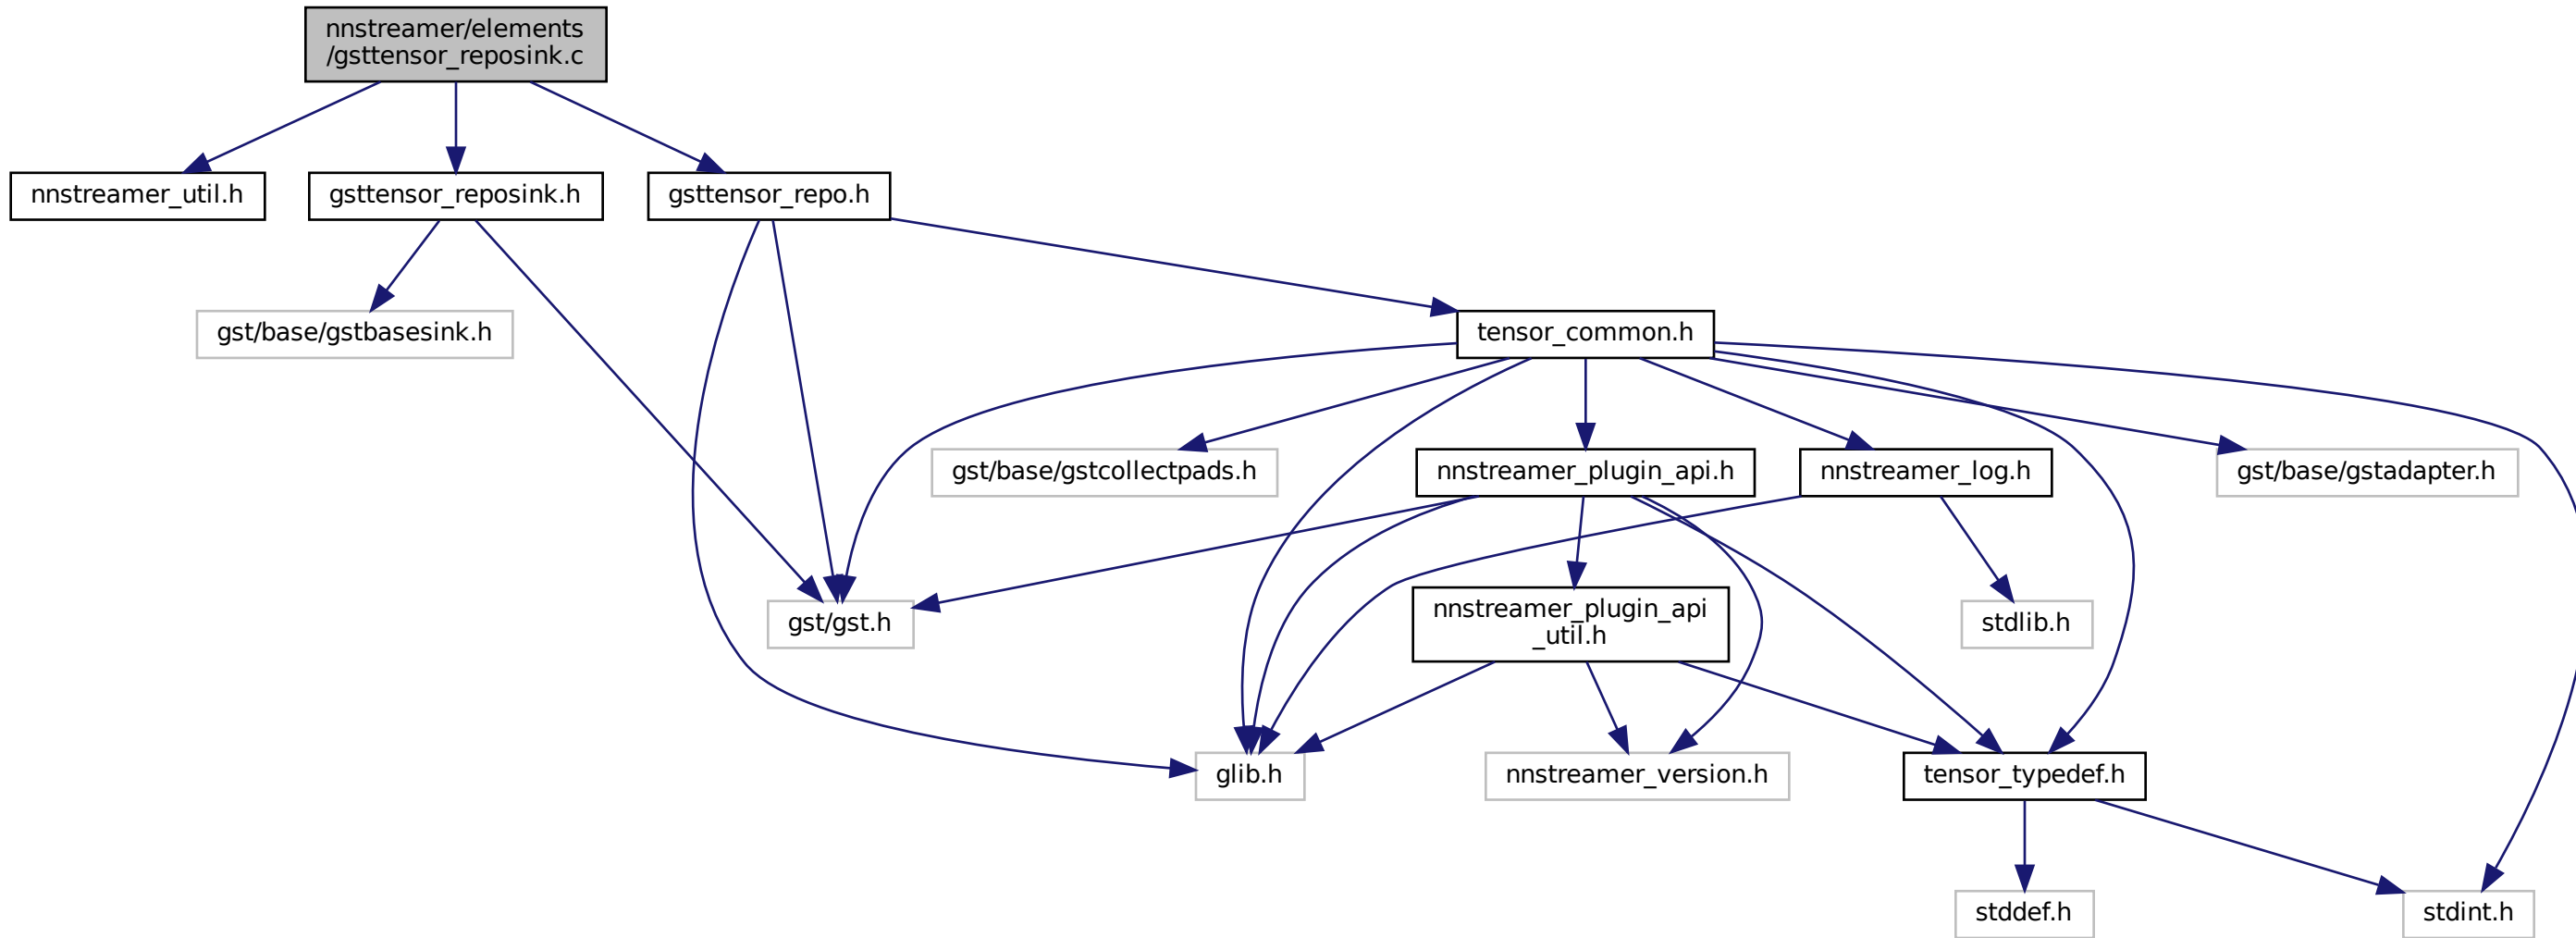 nnstreamer/elements
/gsttensor_reposink.c
nnstreamer_util.h
gsttensor_reposink.h
gsttensor_repo.h
gst/base/gstbasesink.h
tensor_common.h
gst/base/gstcollectpads.h
nnstreamer_plugin_api.h
nnstreamer_log.h
gst/base/gstadapter.h
gst/gst.h
nnstreamer_plugin_api
_util.h
stdlib.h
glib.h
nnstreamer_version.h
tensor_typedef.h
stddef.h
stdint.h